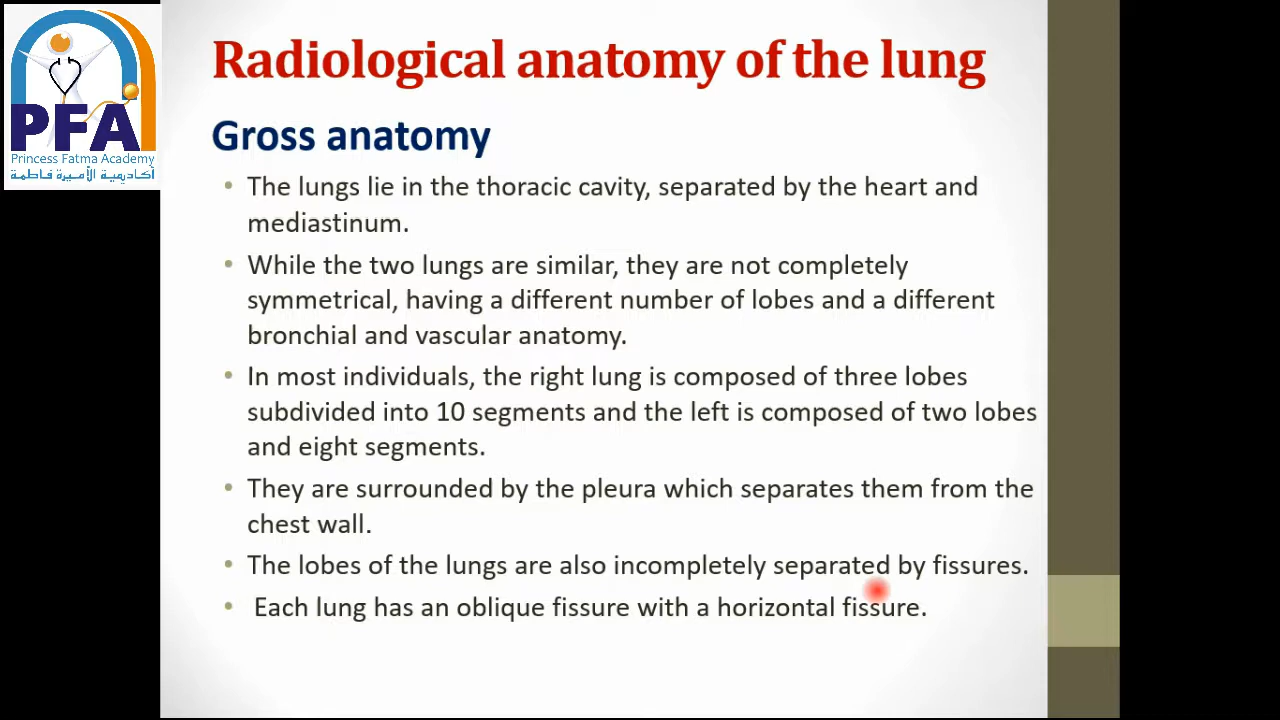 PFA
Princess Fatma Academy
أكاديمية الأميرة فاطمة
Radiological anatomy of the lung
Gross anatomy
• The lungs lie in the thoracic cavity, separated by the heart and
mediastinum.
• While the two lungs are similar, they are not completely
symmetrical, having a different number of lobes and a different
bronchial and vascular anatomy.
• In most individuals, the right lung is composed of three lobes
subdivided into 10 segments and the left is composed of two lobes
and eight segments.
• They are surrounded by the pleura which separates them from the
chest wall.
• The lobes of the lungs are also incompletely separated by fissures.
• Each lung has an oblique fissure with a horizontal fissure.